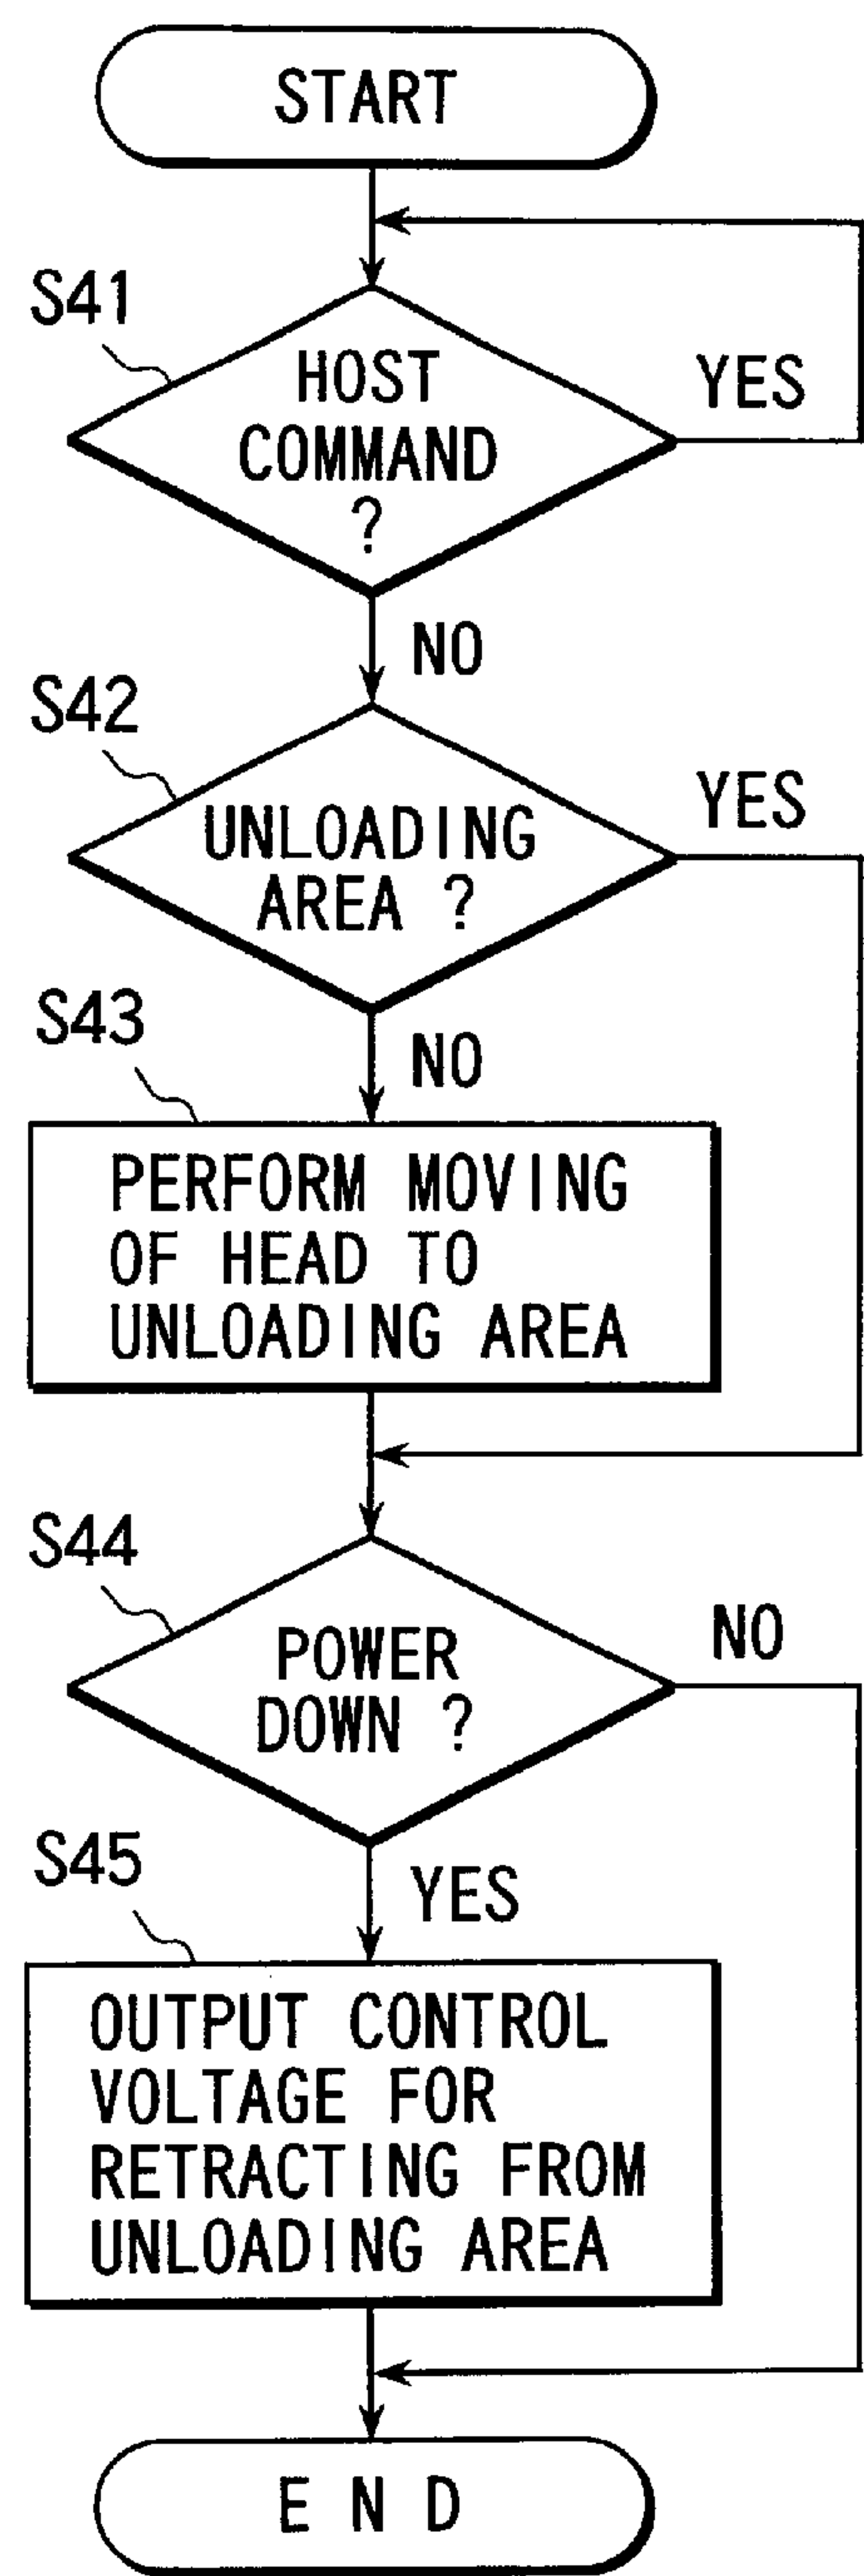 START
S41
HOST
COMMAND
?
YES
NO
S42
UNLOADING
AREA ?
YES
NO
S43
PERFORM MOVING
OF HEAD TO
UNLOADING AREA
S44
POWER
DOWN ?
NO
YES
S45
OUTPUT CONTROL
VOLTAGE FOR
RETRACTING FROM
UNLOADING AREA
END